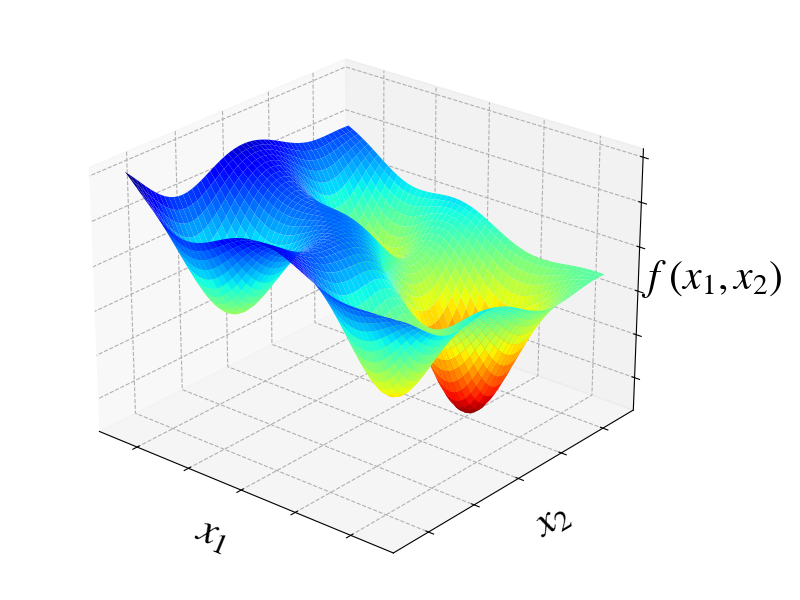 f(x₁, x₂)
x₁
x₂